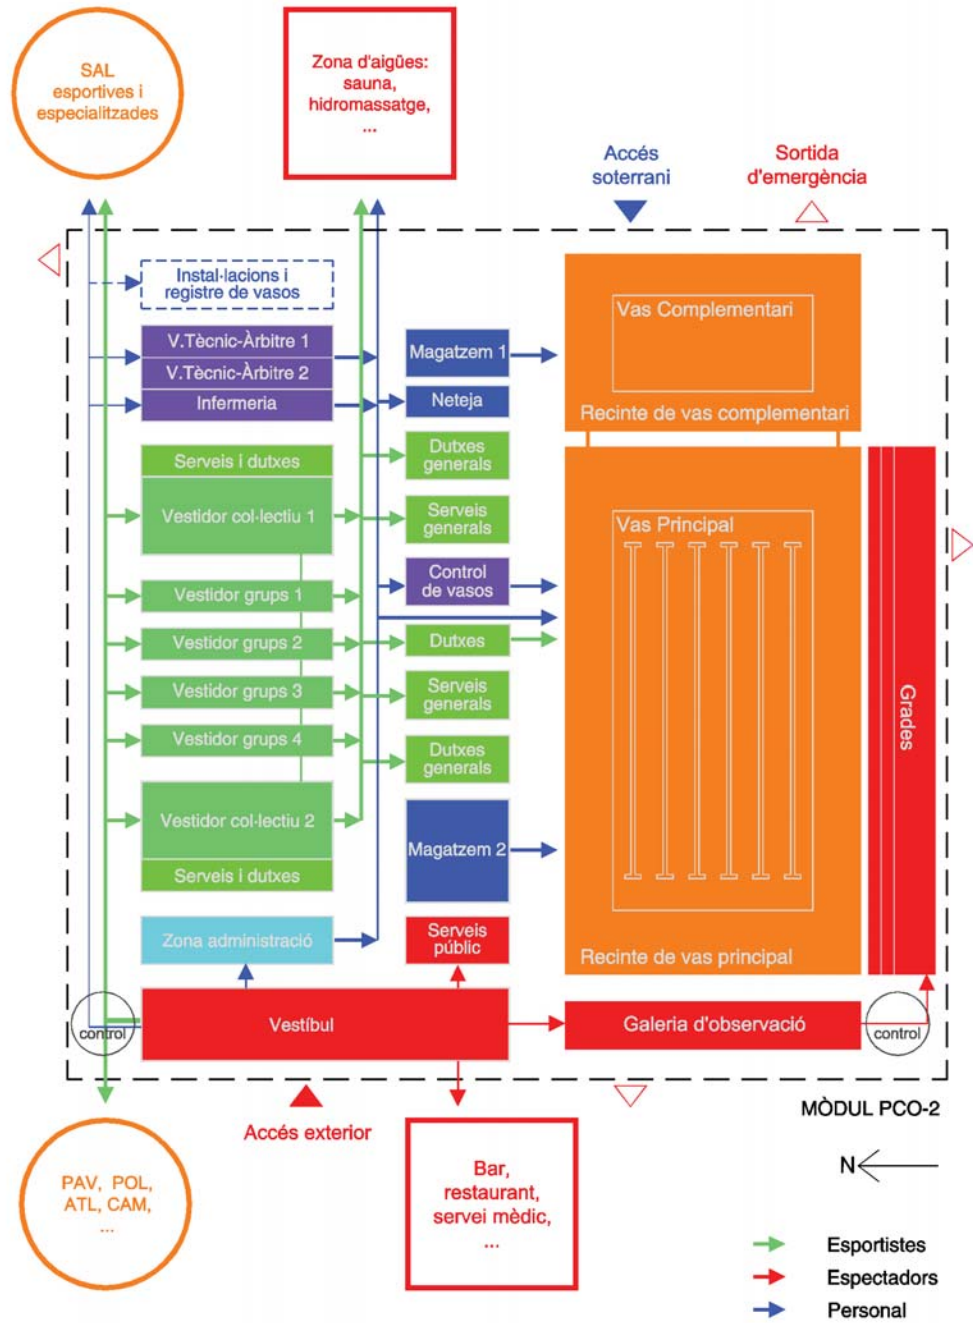 SAL
esportives i
especialitzades
Zona d'aigües:
sauna,
hidromassatge,
...
Accés
soterrani
Sortida
d'emergència
Instal·lacions i
registre de vasos
V.Tècnic-Àrbitre 1
V.Tècnic-Àrbitre 2
Infermeria
Magatzem 1
Neteja
Vas Complementari
Recinte de vas complementari
Serveis i dutxes
Vestidor col·lectiu 1
Vestidor grups 1
Vestidor grups 2
Vestidor grups 3
Vestidor grups 4
Vestidor col·lectiu 2
Serveis i dutxes
Dutxes
generals
Serveis
generals
Control
de vasos
Dutxes
Serveis
generals
Dutxes
generals
Magatzem 2
Vas Principal
Recinte de vas principal
Grades
Zona administració
Serveis
públic
control
Vestíbul
Galeria d'observació
control
Accés exterior
MÒDUL PCO-2
N
PAV, POL,
ATL, CAM,
...
Bar,
restaurant,
servei mèdic,
...
Esportistes
Espectadors
Personal